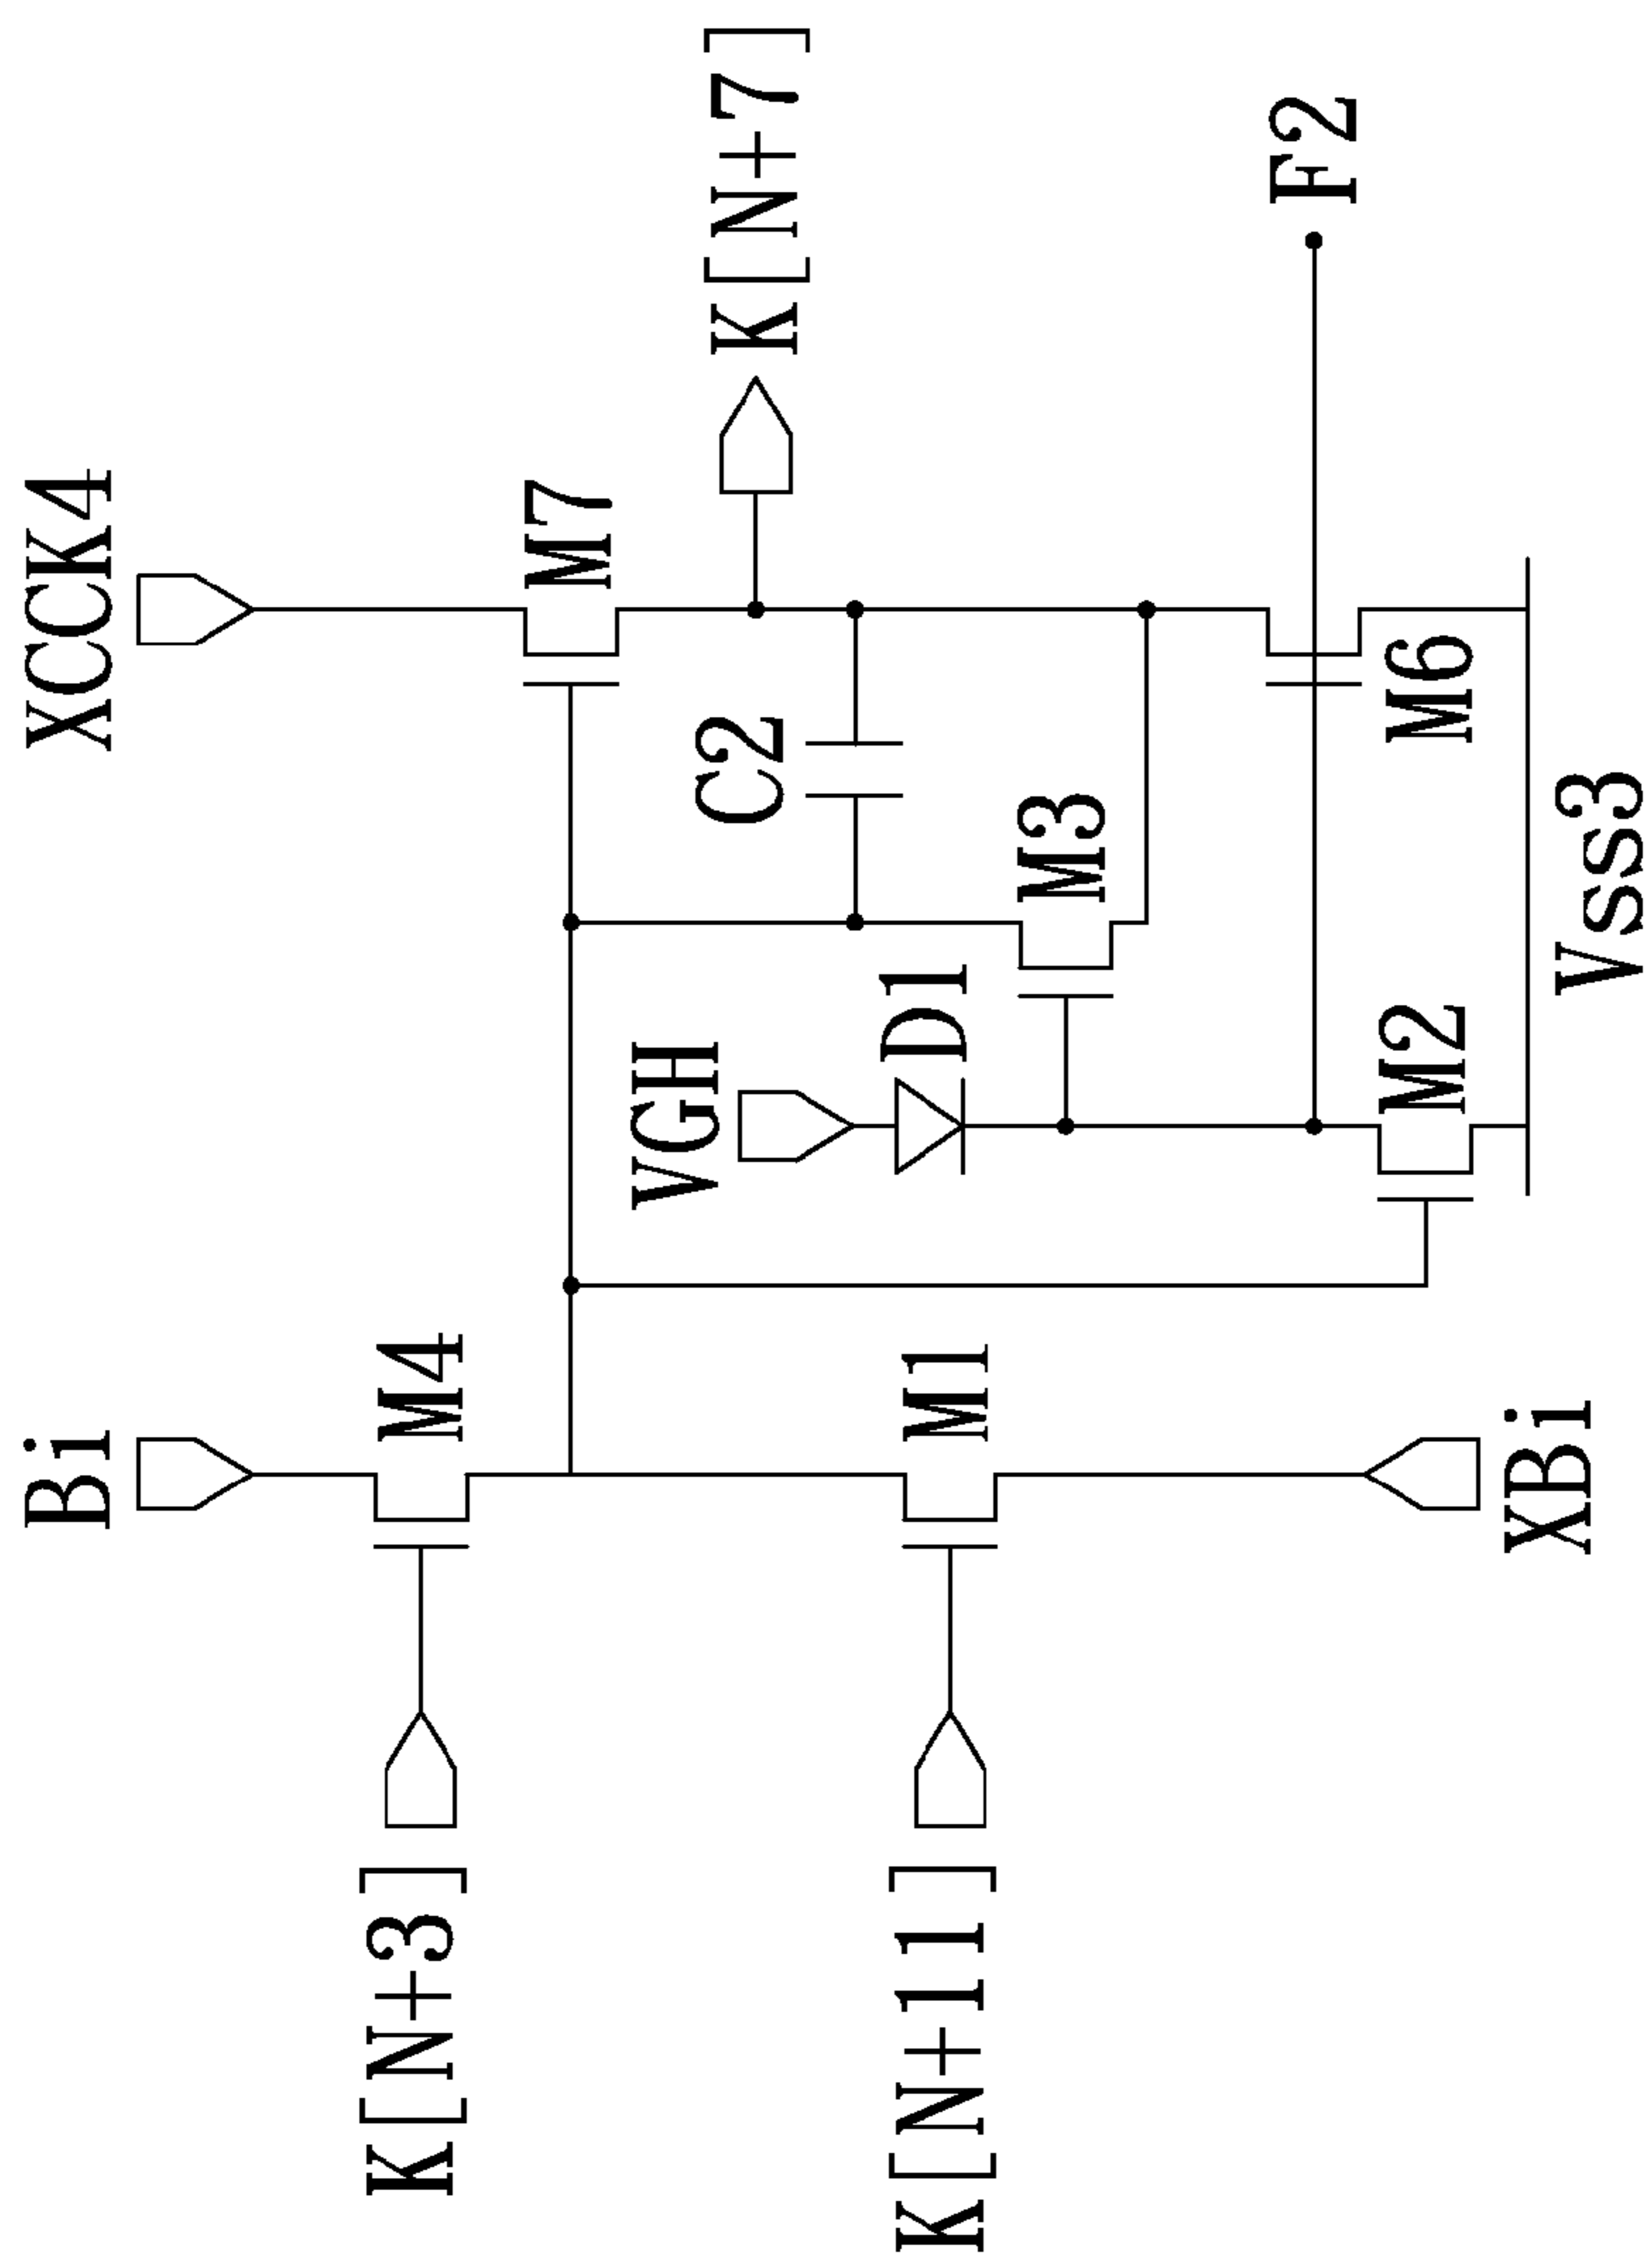 Bi
XCCK4
M4
M7
K[N+3]
K[N+7]
VGH
C2
D1
M3
M1
K[N+11]
F2
M2
M6
XBi
Vss3